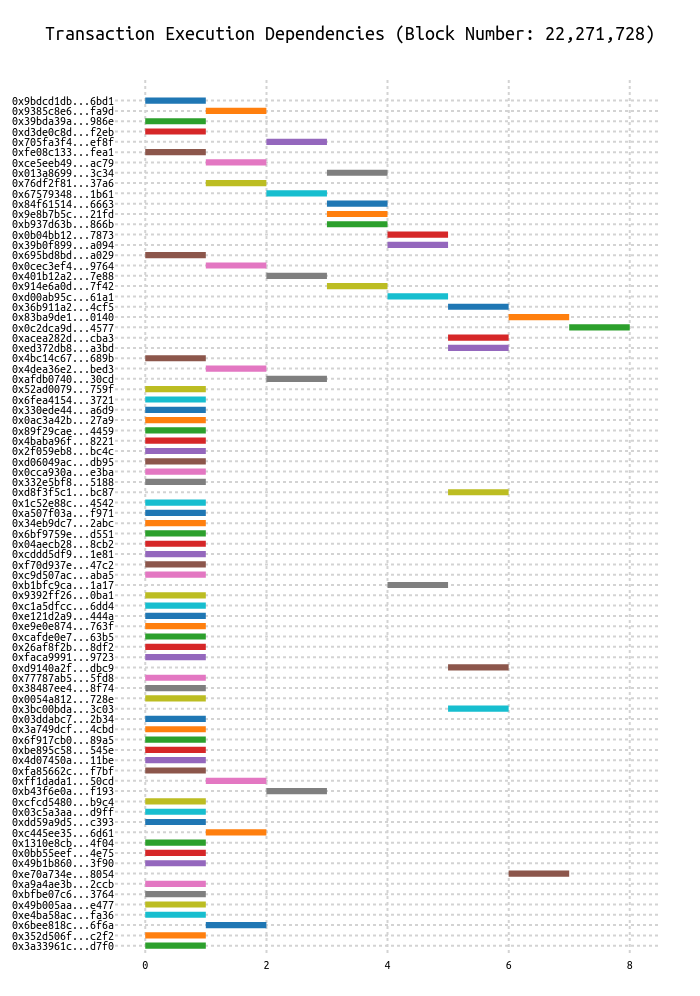 Transaction Execution Dependencies (Block Number: 22,271,728)
0x9bdcd1db...6bd1
0x9385c8e6...fa9d
0x39bda39a...986e
0xd3de0c8d...f2eb
0x705fa3f4...ef8f
0xfe08c133...fea1
0xce5eeb49...ac79
0x013a8699...3c34
0x76df2f81...37a6
0x67579348...1b61
0x84f61514...6663
0x9e8b7b5c...21fd
0xb937d63b...866b
0x0b04bb12...7873
0x39b0f899...a094
0x695bd8bd...a029
0x0cec3ef4...9764
0x401b12a2...7e88
0x914e6a0d...7f42
0xd00ab95c...61a1
0x36b911a2...4cf5
0x83ba9de1...0140
0x0c2dca9d...4577
0xacea282d...cba3
0xed372db8...a3bd
0x4bc14c67...689b
0x4dea36e2...bed3
0xafdb0740...30cd
0x52ad0079...759f
0x6fea4154...3721
0x330ede44...a6d9
0x0ac3a42b...27a9
0x89f29cae...4459
0x4baba96f...8221
0x2f059eb8...bc4c
0xd06049ac...db95
0x0cca930a...e3ba
0x332e5bf8...5188
0xd8f3f5c1...bc87
0x1c52e88c...4542
0xa507f03a...f971
0x34eb9dc7...2abc
0x6bf9759e...d551
0x04aecb28...8cb2
0xcddd5df9...1e81
0xf70d937e...47c2
0xc9d507ac...aba5
0xb1bfc9ca...1a17
0x9392ff26...0ba1
0xc1a5dfcc...6dd4
0xe121d2a9...444a
0xe9e0e874...763f
0xcafde0e7...63b5
0x26af8f2b...8df2
0xfaca9991...9723
0xd9140a2f...dbc9
0x77787ab5...5fd8
0x38487ee4...8f74
0x0054a812...728e
0x3bc00bda...3c03
0x03ddabc7...2b34
0x3a749dcf...4cbd
0x6f917cb0...89a5
0xbe895c58...545e
0x4d07450a...11be
0xfa85662c...f7bf
0xff1dada1...50cd
0xb43f6e0a...f193
0xcfcd5480...b9c4
0x03c5a3aa...d9ff
0xdd59a9d5...c393
0xc445ee35...6d61
0x1310e8cb...4f04
0x0bb55eef...4e75
0x49b1b860...3f90
0xe70a734e...8054
0xa9a4ae3b...2ccb
0xbfbe07c6...3764
0x49b005aa...e477
0xe4ba58ac...fa36
0x6bee818c...6f6a
0x352d506f...c2f2
0x3a33961c...d7f0
0 2 4 6 8